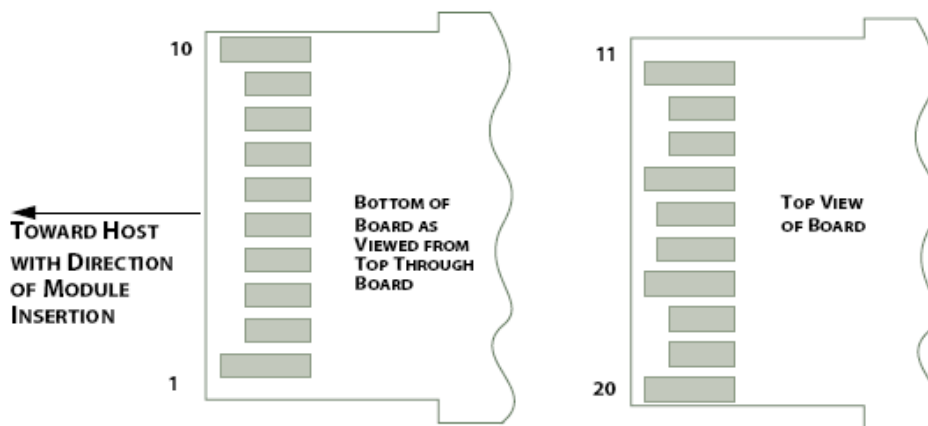 10
1
TOWARD HOST
WITH DIRECTION
OF MODULE
INSERTION
BOTTOM OF
BOARD AS
VIEWED FROM
TOP THROUGH
BOARD
11
20
TOP VIEW
OF BOARD